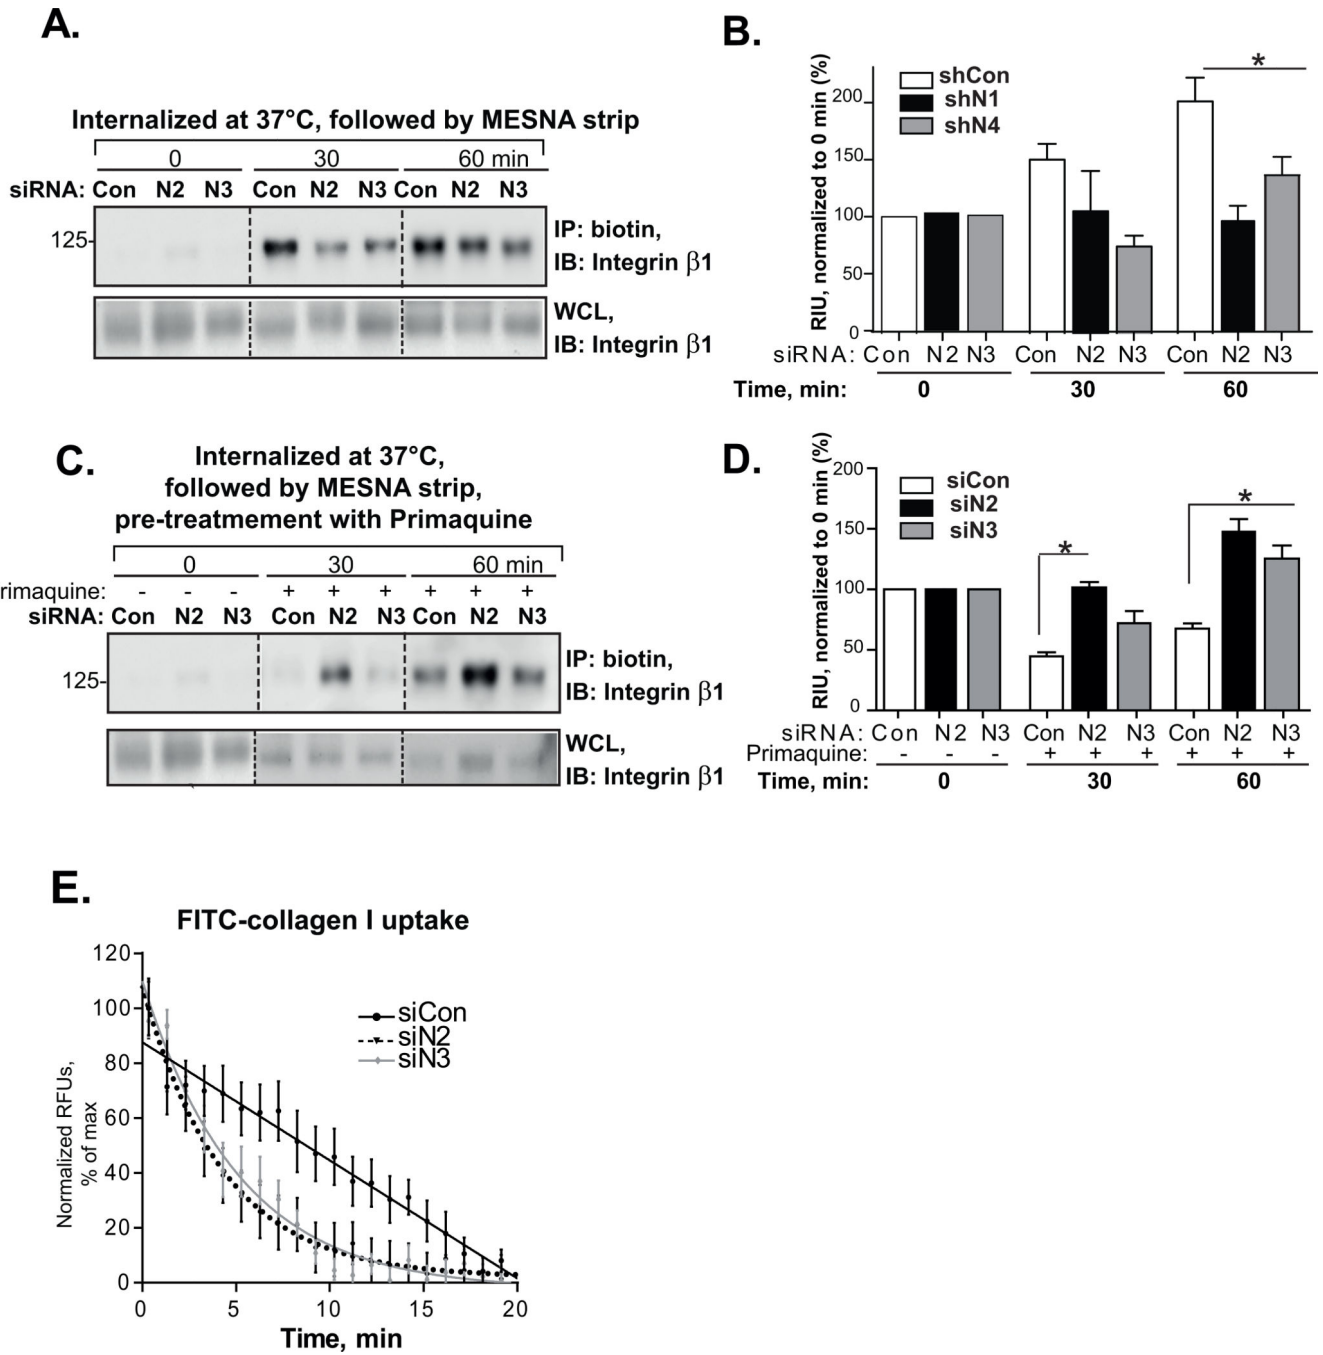 A.
Internalized at 37°C, followed by MESNA strip
0 30 60 min
siRNA: Con N2 N3 Con N2 N3 Con N2 N3
125
IP: biotin,
IB: Integrin β1
WCL,
IB: Integrin β1
B.
RIU, normalized to 0 min (%)
200
150
100
50
0
shCon
shN1
shN4
*
siRNA: Con N2 N3 Con N2 N3 Con N2 N3
Time, min: 0 30 60
C.
Internalized at 37°C,
followed by MESNA strip,
pre-treatmement with Primaquine
0 30 60 min
rimaquine: - - - + + + + + +
siRNA: Con N2 N3 Con N2 N3 Con N2 N3
125
IP: biotin,
IB: Integrin β1
WCL,
IB: Integrin β1
D.
RIU, normalized to 0 min (%)
200
150
100
50
0
siCon
siN2
siN3
*
*
siRNA: Con N2 N3 Con N2 N3 Con N2 N3
Primaquine: - - - + + + + + +
Time, min: 0 30 60
E.
FITC-collagen I uptake
Normalized RFUs,
% of max
120
100
80
60
40
20
0
siCon
siN2
siN3
0 5 10 15 20
Time, min